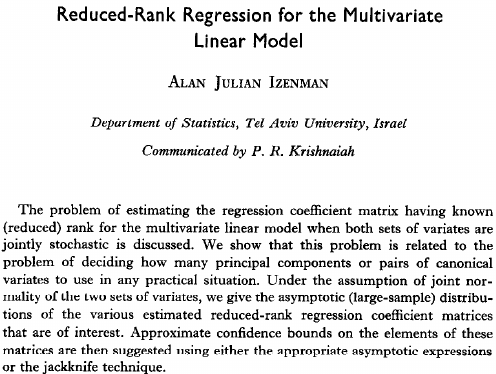 Reduced-Rank Regression for the Multivariate
Linear Model
ALAN JULIAN IZENMAN
Department of Statistics, Tel Aviv University, Israel
Communicated by P. R. Krishnaiah
The problem of estimating the regression coefficient matrix having known
(reduced) rank for the multivariate linear model when both sets of variates are
jointly stochastic is discussed. We show that this problem is related to the
problem of deciding how many principal components or pairs of canonical
variates to use in any practical situation. Under the assumption of joint nor-
mality of the two sets of variates, we give the asymptotic (large-sample) distribu-
tions of the various estimated reduced-rank regression coefficient matrices
that are of interest. Approximate confidence bounds on the elements of these
matrices are then suggested using either the appropriate asymptotic expressions
or the jackknife technique.